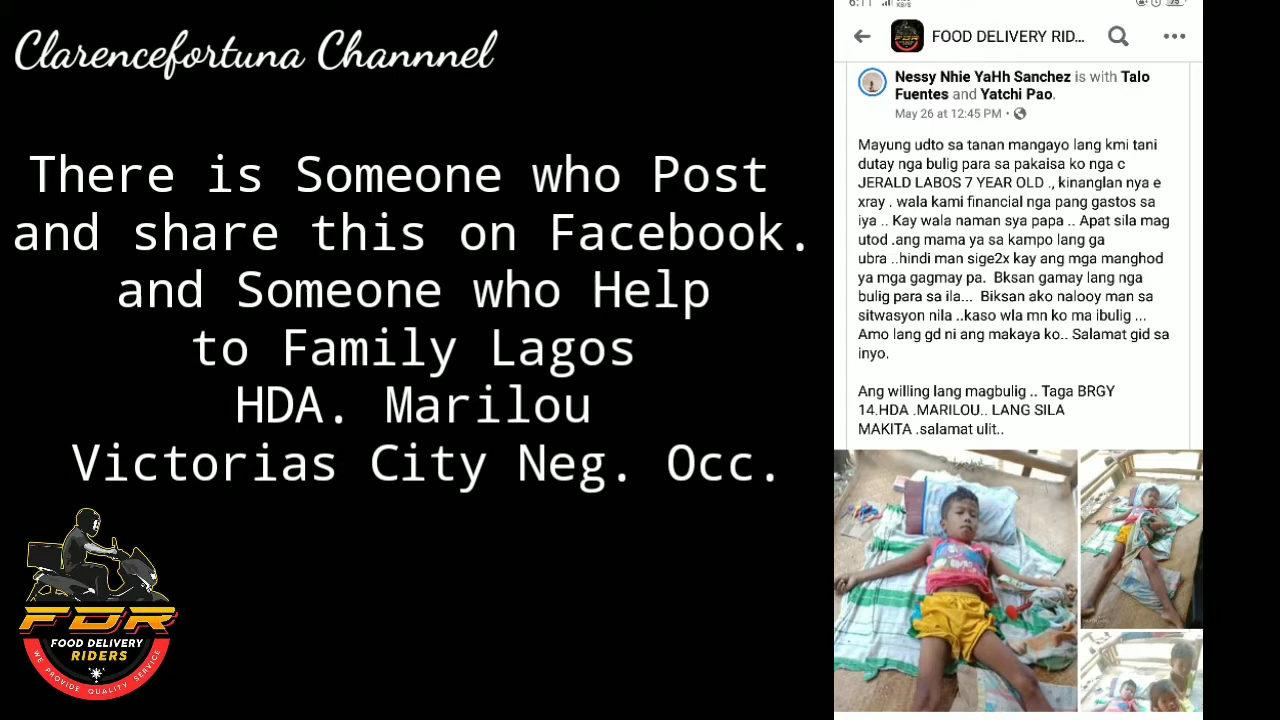 Clarencefortuna Channnel
There is Someone who Post
and share this on Facebook.
and Someone who Help
to Family Lagos
HDA. Marilou
Victorias City Neg. Occ.
FDR
FOOD DELIVERY
RIDERS
WE PROVIDE QUALITY SERVICE
6:11
KB/S
75
FOOD DELIVERY RID...
Nessy Nhie YaHh Sanchez is with Talo
Fuentes and Yatchi Pao.
May 26 at 12:45 PM
Mayung udto sa tanan mangayo lang kmi tani
dutay nga bulig para sa pakaisa ko nga c
JERALD LABOS 7 YEAR OLD ., kinanglan nya e
xray . wala kami financial nga pang gastos sa
iya .. Kay wala naman sya papa .. Apat sila mag
utod .ang mama ya sa kampo lang ga
ubra ..hindi man sige2x kay ang mga manghod
ya mga gagmay pa. Bksan gamay lang nga
bulig para sa ila... Biksan ako nalooy man sa
sitwasyon nila ..kaso wla mn ko ma ibulig ...
Amo lang gd ni ang makaya ko.. Salamat gid sa
inyo.
Ang willing lang magbulig .. Taga BRGY
14.HDA .MARILOU.. LANG SILA
MAKITA .salamat ulit..